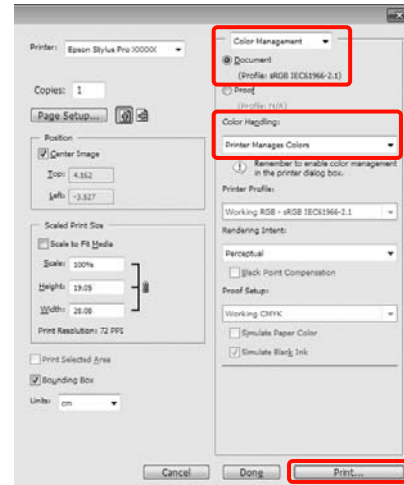 Printer: Epson Stylus Pro XXXXX
Copies: 1
Page Setup...
Position
Center Image
Top: 4.162
Left: -3.527
Scaled Print Size
Scale to Fit Media
Scale: 100%
Height: 19.05
Width: 28.08
Print Resolution: 72 PPI
Print Selected Area
Bounding Box
Units: cm
Color Management
Document
(Profile: sRGB IEC61966-2.1)
Proof
(Profile: N/A)
Color Handling:
Printer Manages Colors
Remember to enable color management
in the printer dialog box.
Printer Profile:
Working RGB - sRGB IEC61966-2.1
Rendering Intent:
Perceptual
Black Point Compensation
Proof Setup:
Working CMYK
Simulate Paper Color
Simulate Black Ink
Cancel
Done
Print...